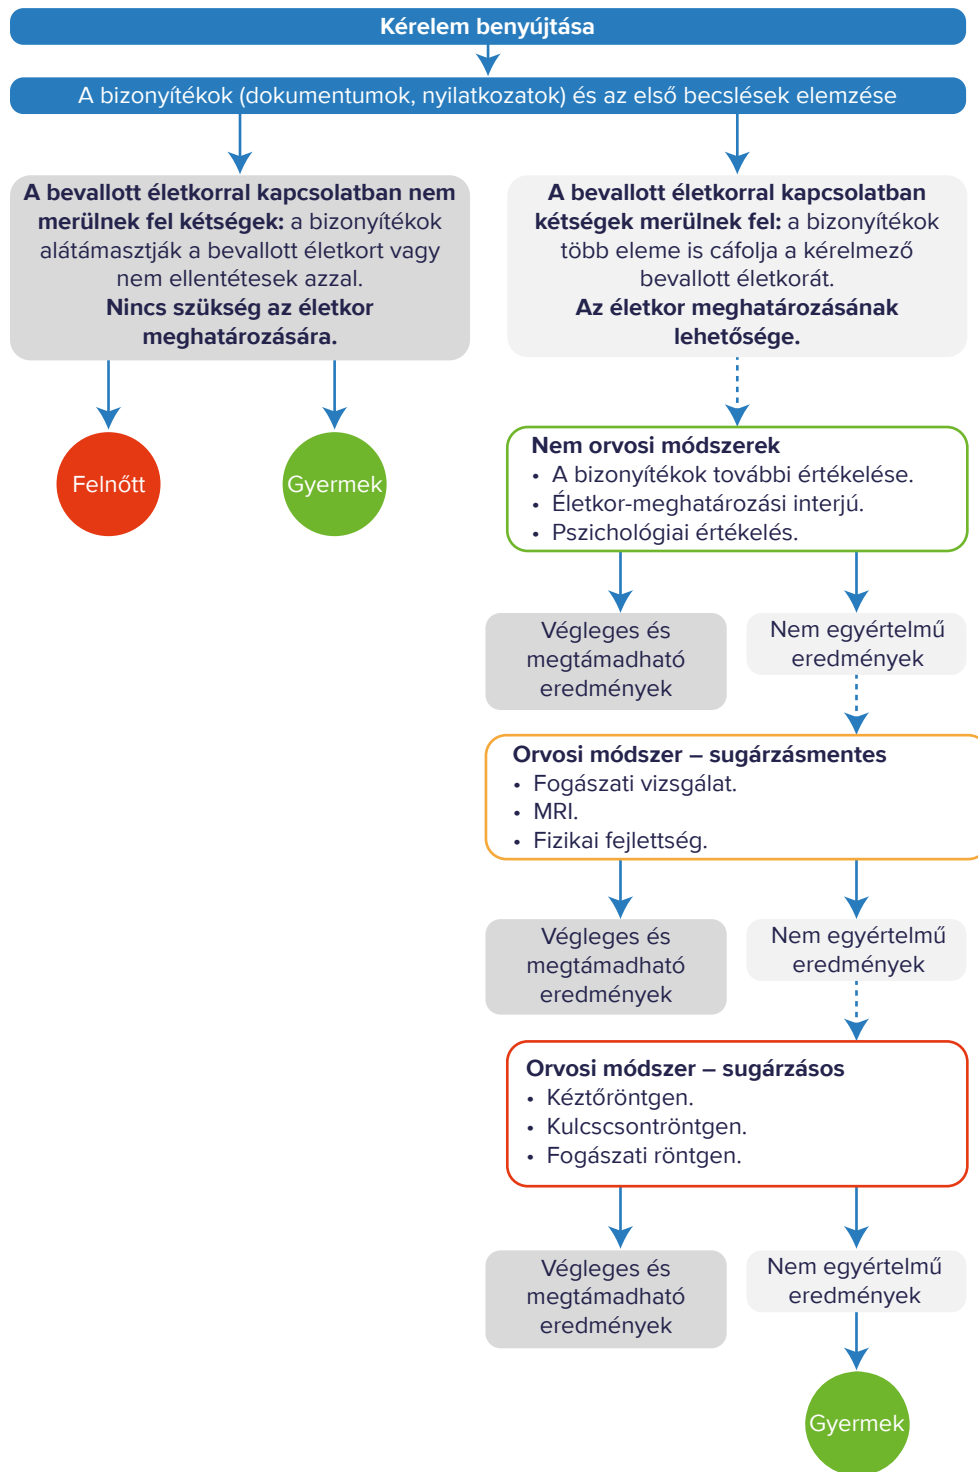 Kérelem benyújtása
A bizonyítékok (dokumentumok, nyilatkozatok) és az első becslések elemzése
A bevallott életkorral kapcsolatban nem
merülnek fel kétségek: a bizonyítékok
alátámasztják a bevallott életkort vagy
nem ellentétesek azzal.
Nincs szükség az életkor
meghatározására.
A bevallott életkorral kapcsolatban
kétségek merülnek fel: a bizonyítékok
több eleme is cáfolja a kérelmező
bevallott életkorát.
Az életkor meghatározásának
lehetősége.
Felnőtt
Gyermek
Nem orvosi módszerek
• A bizonyítékok további értékelése.
• Életkor-meghatározási interjú.
• Pszichológiai értékelés.
Végleges és
megtámadható
eredmények
Nem egyértelmű
eredmények
Orvosi módszer – sugárzásmentes
• Fogászati vizsgálat.
• MRI.
• Fizikai fejlettség.
Végleges és
megtámadható
eredmények
Nem egyértelmű
eredmények
Orvosi módszer – sugárzásos
• Kéztőröntgen.
• Kulcscsontröntgen.
• Fogászati röntgen.
Végleges és
megtámadható
eredmények
Nem egyértelmű
eredmények
Gyermek